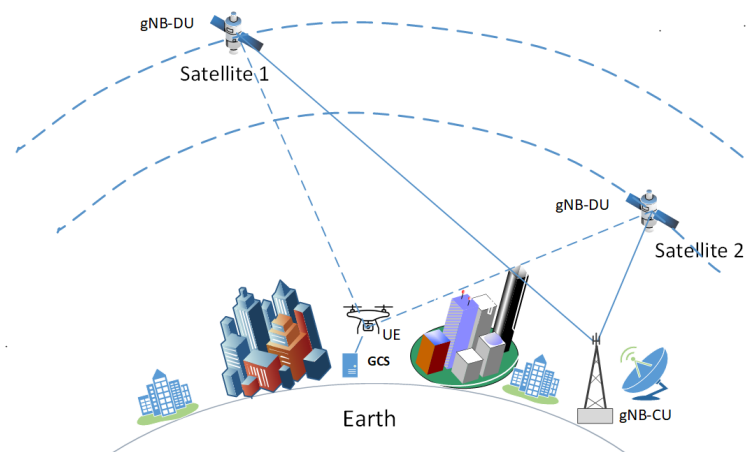 gNB-DU
Satellite 1
gNB-DU
Satellite 2
UE
GCS
gNB-CU
Earth